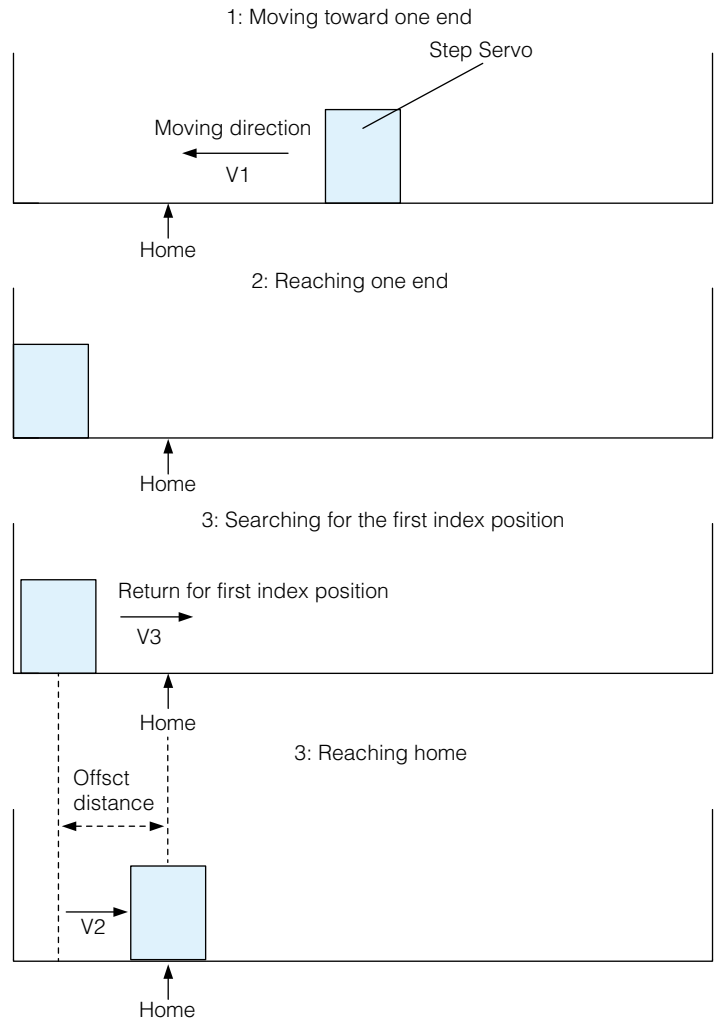 1: Moving toward one end
Step Servo
Moving direction
V1
Home
2: Reaching one end
Home
3: Searching for the first index position
Return for first index position
V3
Home
3: Reaching home
Offsct
distance
V2
Home